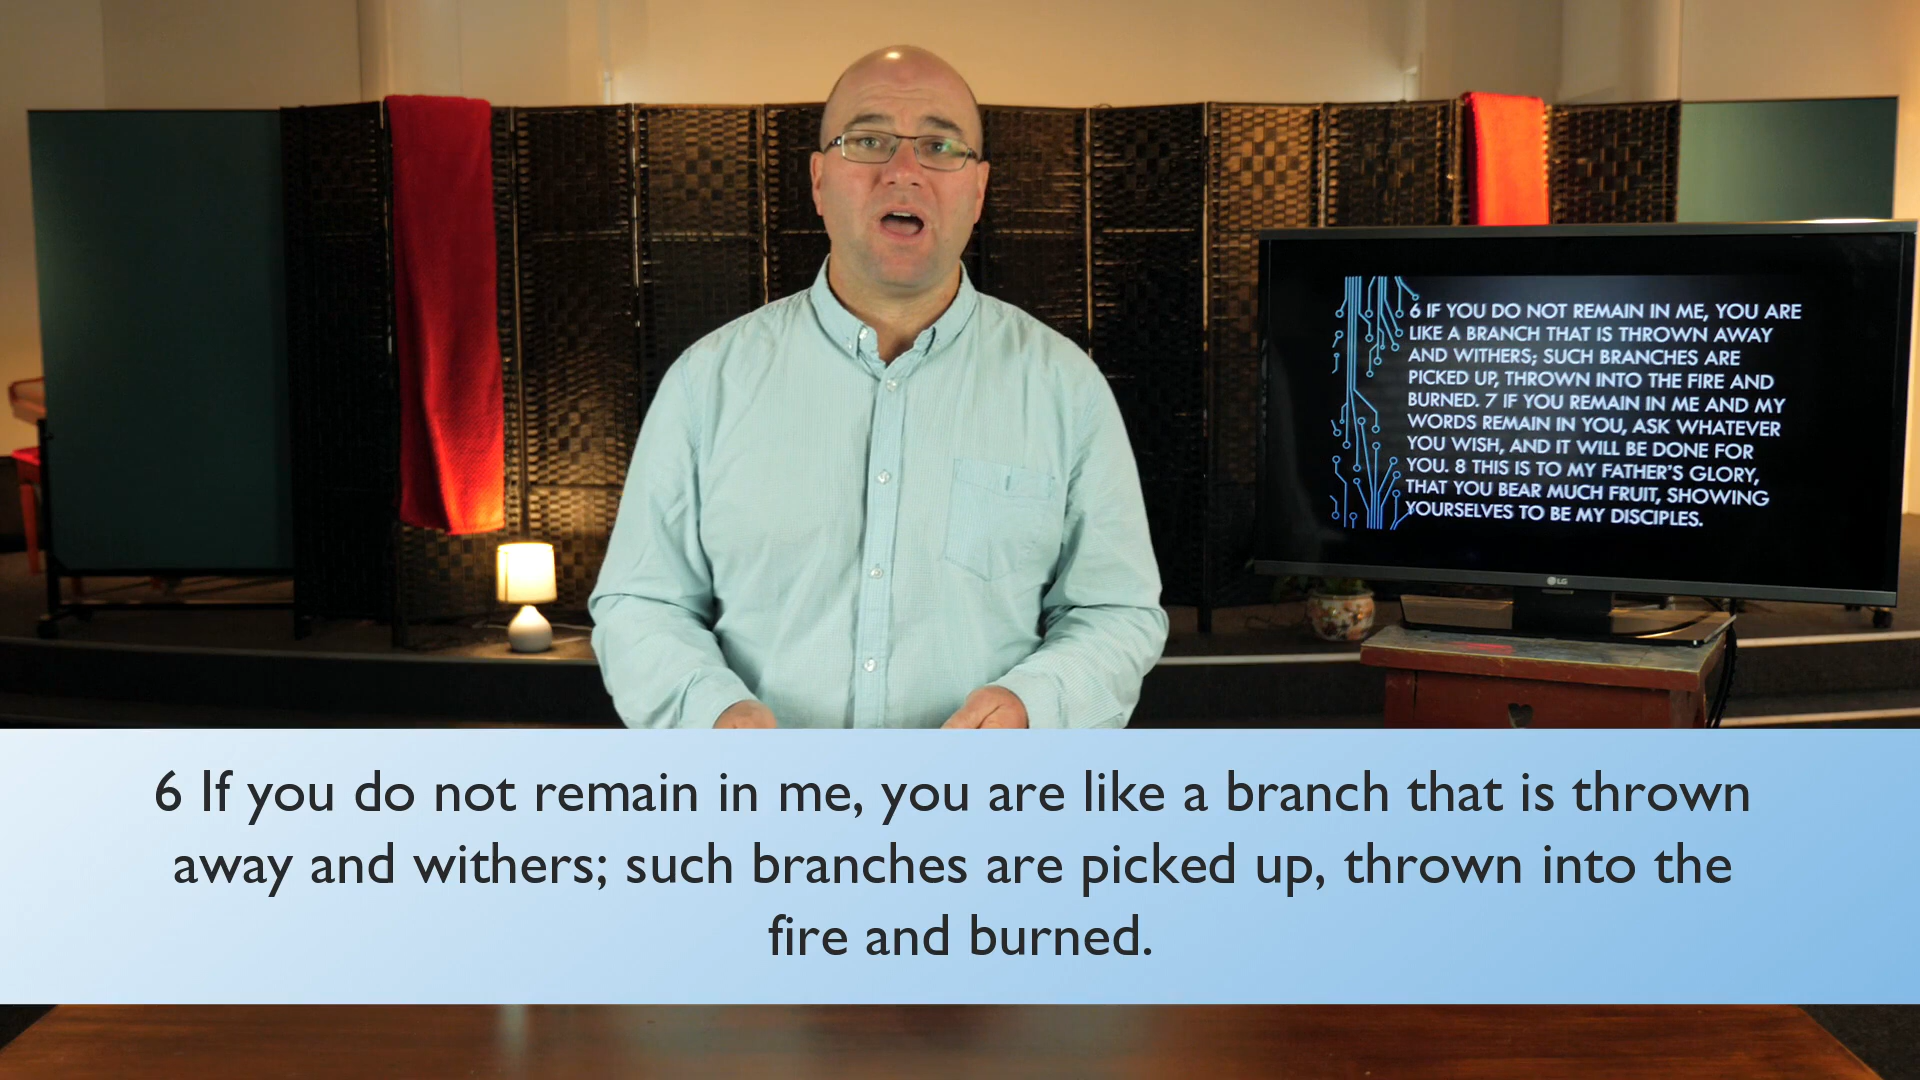 6 IF YOU DO NOT REMAIN IN ME, YOU ARE
LIKE A BRANCH THAT IS THROWN AWAY
AND WITHERS; SUCH BRANCHES ARE
PICKED UP, THROWN INTO THE FIRE AND
BURNED. 7 IF YOU REMAIN IN ME AND MY
WORDS REMAIN IN YOU, ASK WHATEVER
YOU WISH, AND IT WILL BE DONE FOR
YOU. 8 THIS IS TO MY FATHER'S GLORY,
THAT YOU BEAR MUCH FRUIT, SHOWING
YOURSELVES TO BE MY DISCIPLES.
LG
6 If you do not remain in me, you are like a branch that is thrown
away and withers; such branches are picked up, thrown into the
fire and burned.